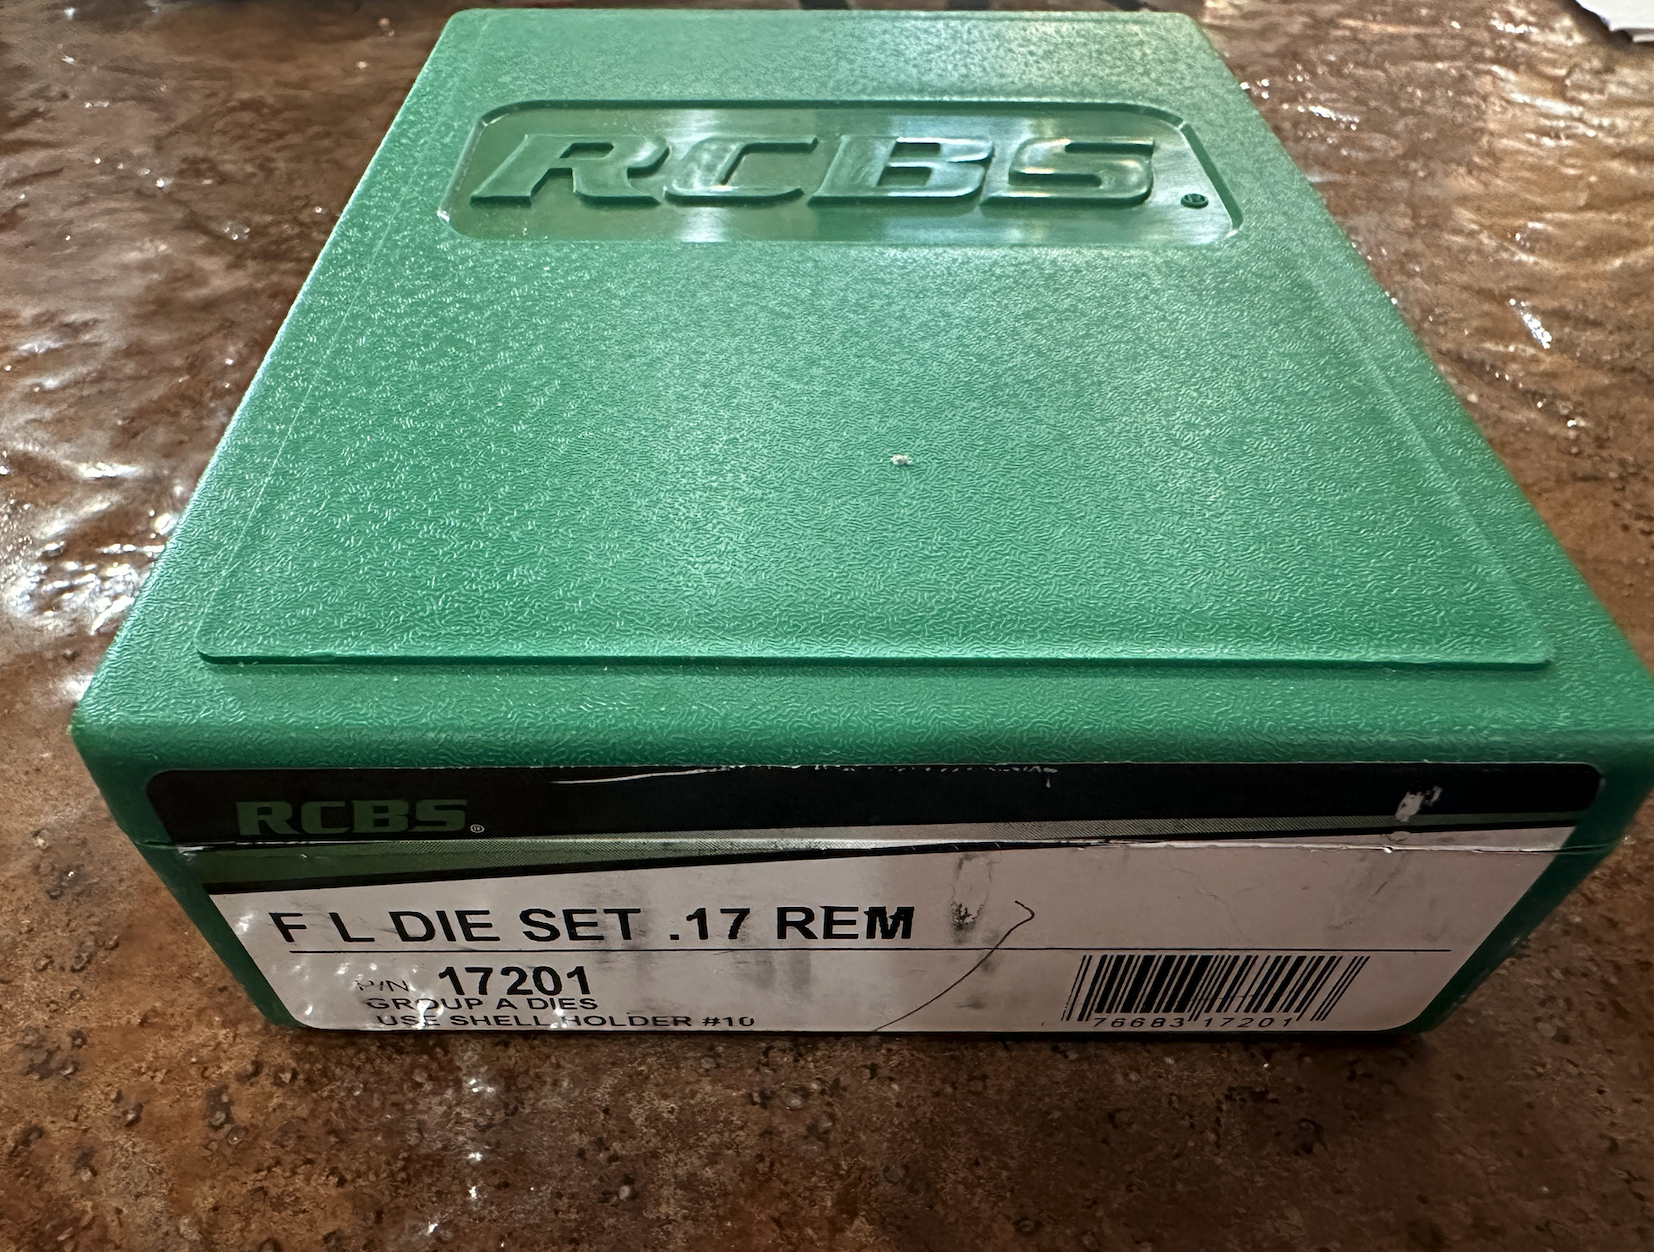 RCBS®
RCBS®
F L DIE SET .17 REM
P/N 17201
GROUP A DIES
USE SHELL HOLDER #10
76683 17201